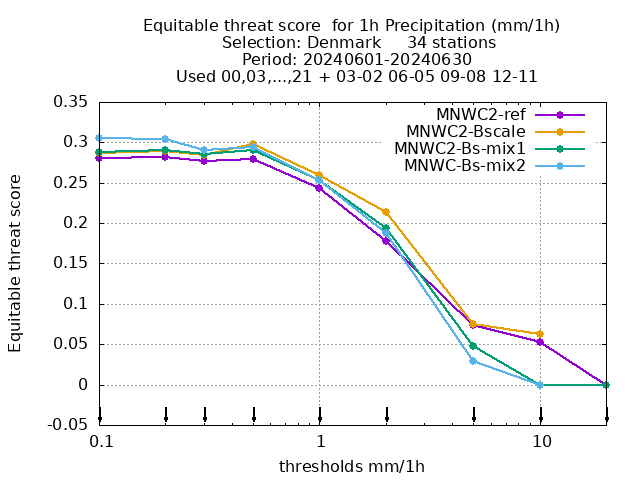 Equitable threat score  for 1h Precipitation (mm/1h)
Selection: Denmark     34 stations
Period: 20240601-20240630
Used 00,03,...,21 + 03-02 06-05 09-08 12-11
MNWC2-ref
MNWC2-Bscale
MNWC2-Bs-mix1
MNWC-Bs-mix2
Equitable threat score
0.35
0.3
0.25
0.2
0.15
0.1
0.05
0
-0.05
0.1 1 10
thresholds mm/1h